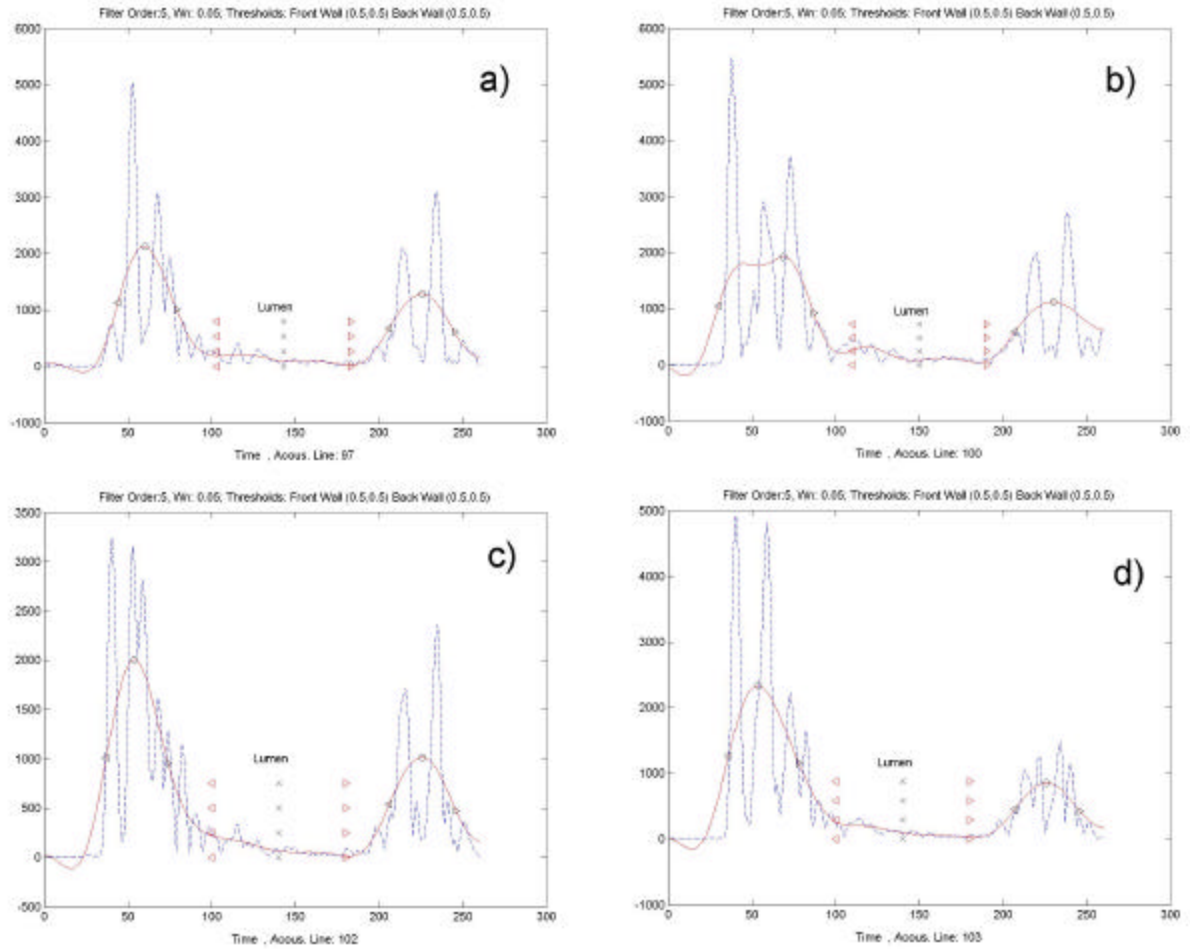 Filter Order:5, Wn: 0.05; Thresholds: Front Wall (0.5,0.5) Back Wall (0.5,0.5)
6000
5000
4000
3000
2000
1000
0
-1000
0 50 100 150 200 250 300
a)
Lumen
Time , Acous. Line: 97
Filter Order:5, Wn: 0.05; Thresholds: Front Wall (0.5,0.5) Back Wall (0.5,0.5)
6000
5000
4000
3000
2000
1000
0
-1000
0 50 100 150 200 250 300
b)
Lumen
Time , Acous. Line: 100
Filter Order:5, Wn: 0.05; Thresholds: Front Wall (0.5,0.5) Back Wall (0.5,0.5)
3500
3000
2500
2000
1500
1000
500
0
-500
0 50 100 150 200 250 300
c)
Lumen
Time , Acous. Line: 102
Filter Order:5, Wn: 0.05; Thresholds: Front Wall (0.5,0.5) Back Wall (0.5,0.5)
5000
4000
3000
2000
1000
0
-1000
0 50 100 150 200 250 300
d)
Lumen
Time , Acous. Line: 103